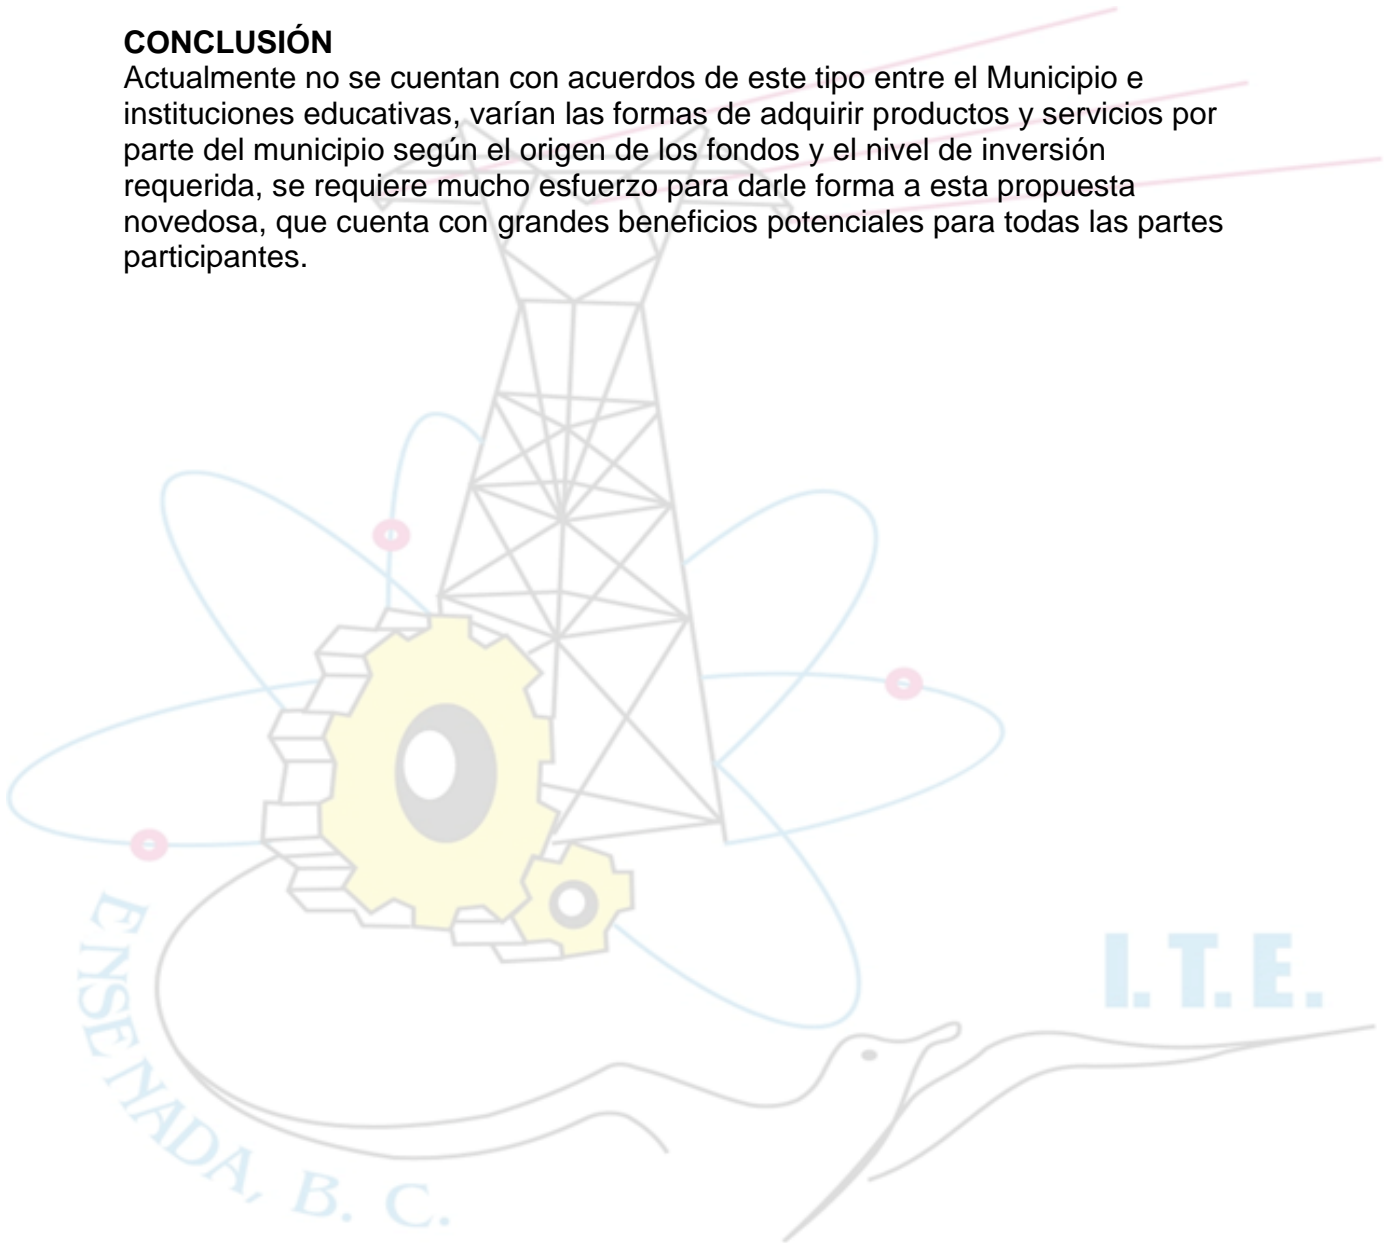 CONCLUSIÓN
Actualmente no se cuentan con acuerdos de este tipo entre el Municipio e
instituciones educativas, varían las formas de adquirir productos y servicios por
parte del municipio según el origen de los fondos y el nivel de inversión
requerida, se requiere mucho esfuerzo para darle forma a esta propuesta
novedosa, que cuenta con grandes beneficios potenciales para todas las partes
participantes.
I.T.E.
ENSENADA, B. C.